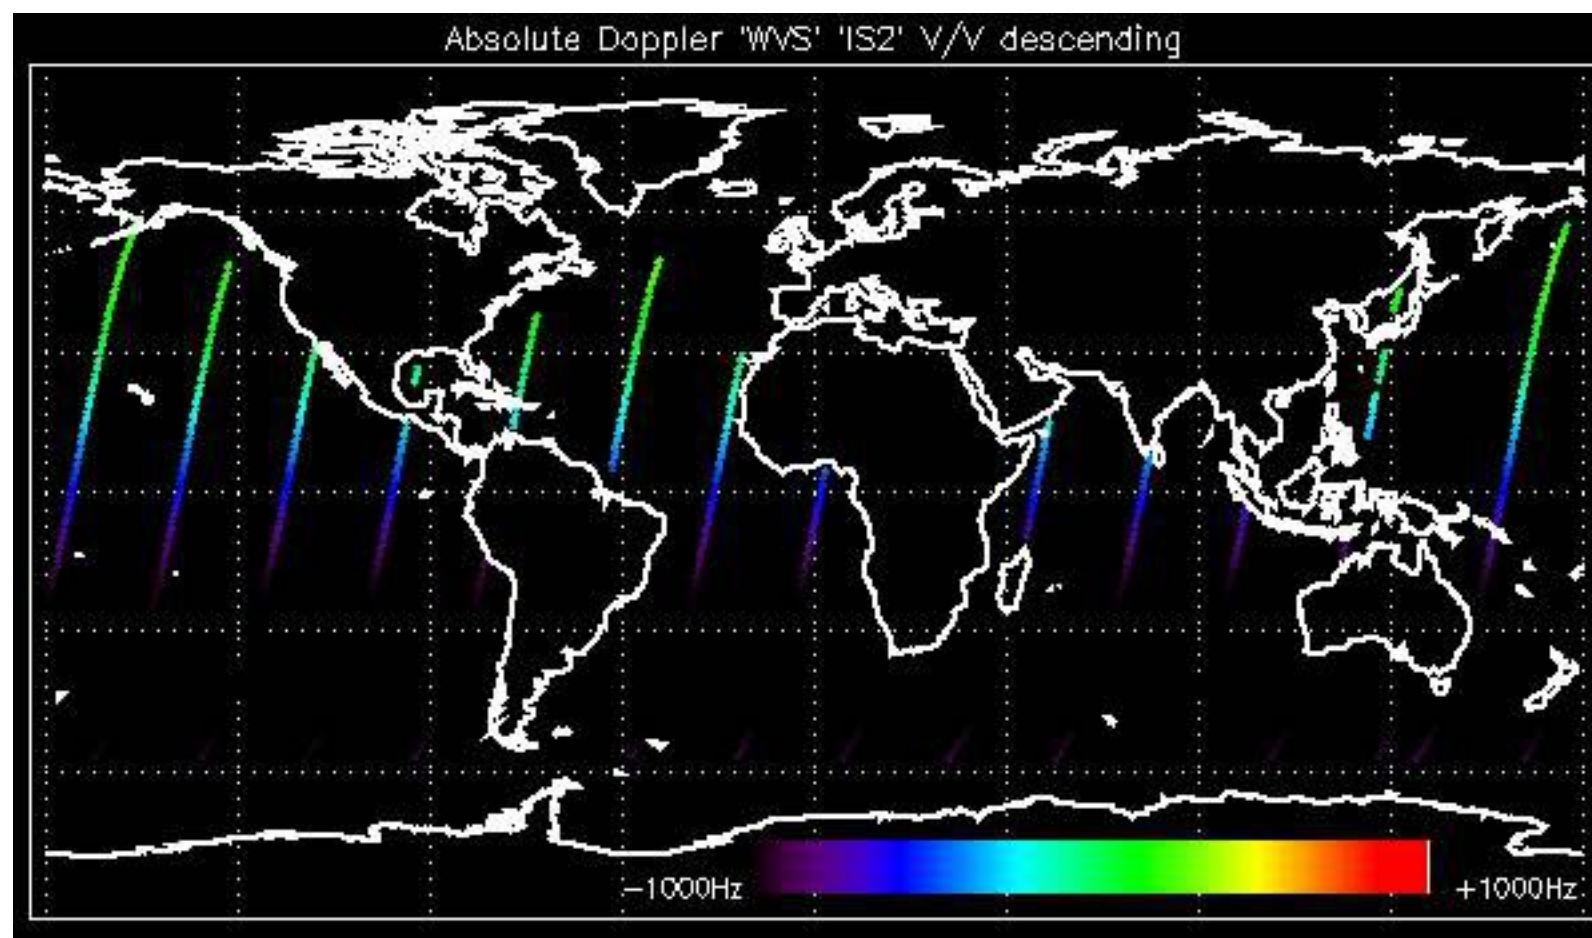 Absolute Doppler 'WVS' 'IS2' V/V descending
-1000Hz +1000Hz